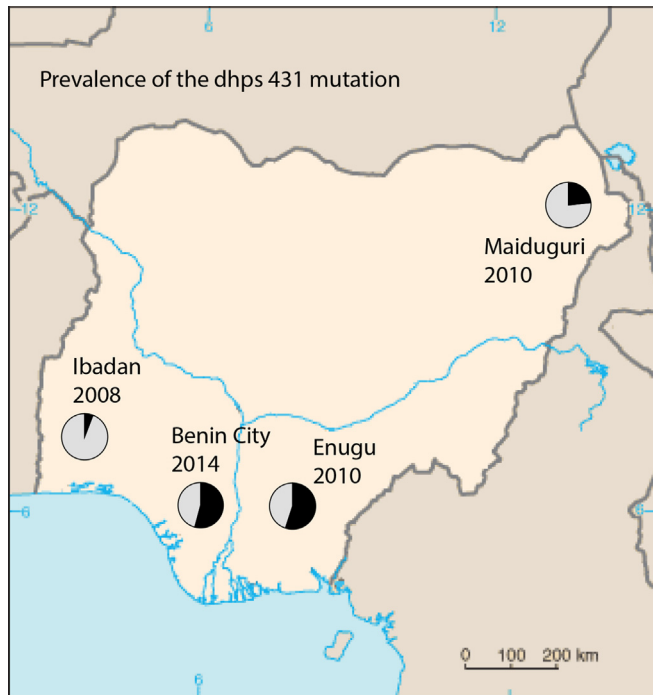 6 12
Prevalence of the dhps 431 mutation
12 12
Maiduguri
2010
Ibadan
2008
Benin City
2014
Enugu
2010
6 6
0 100 200 km
6